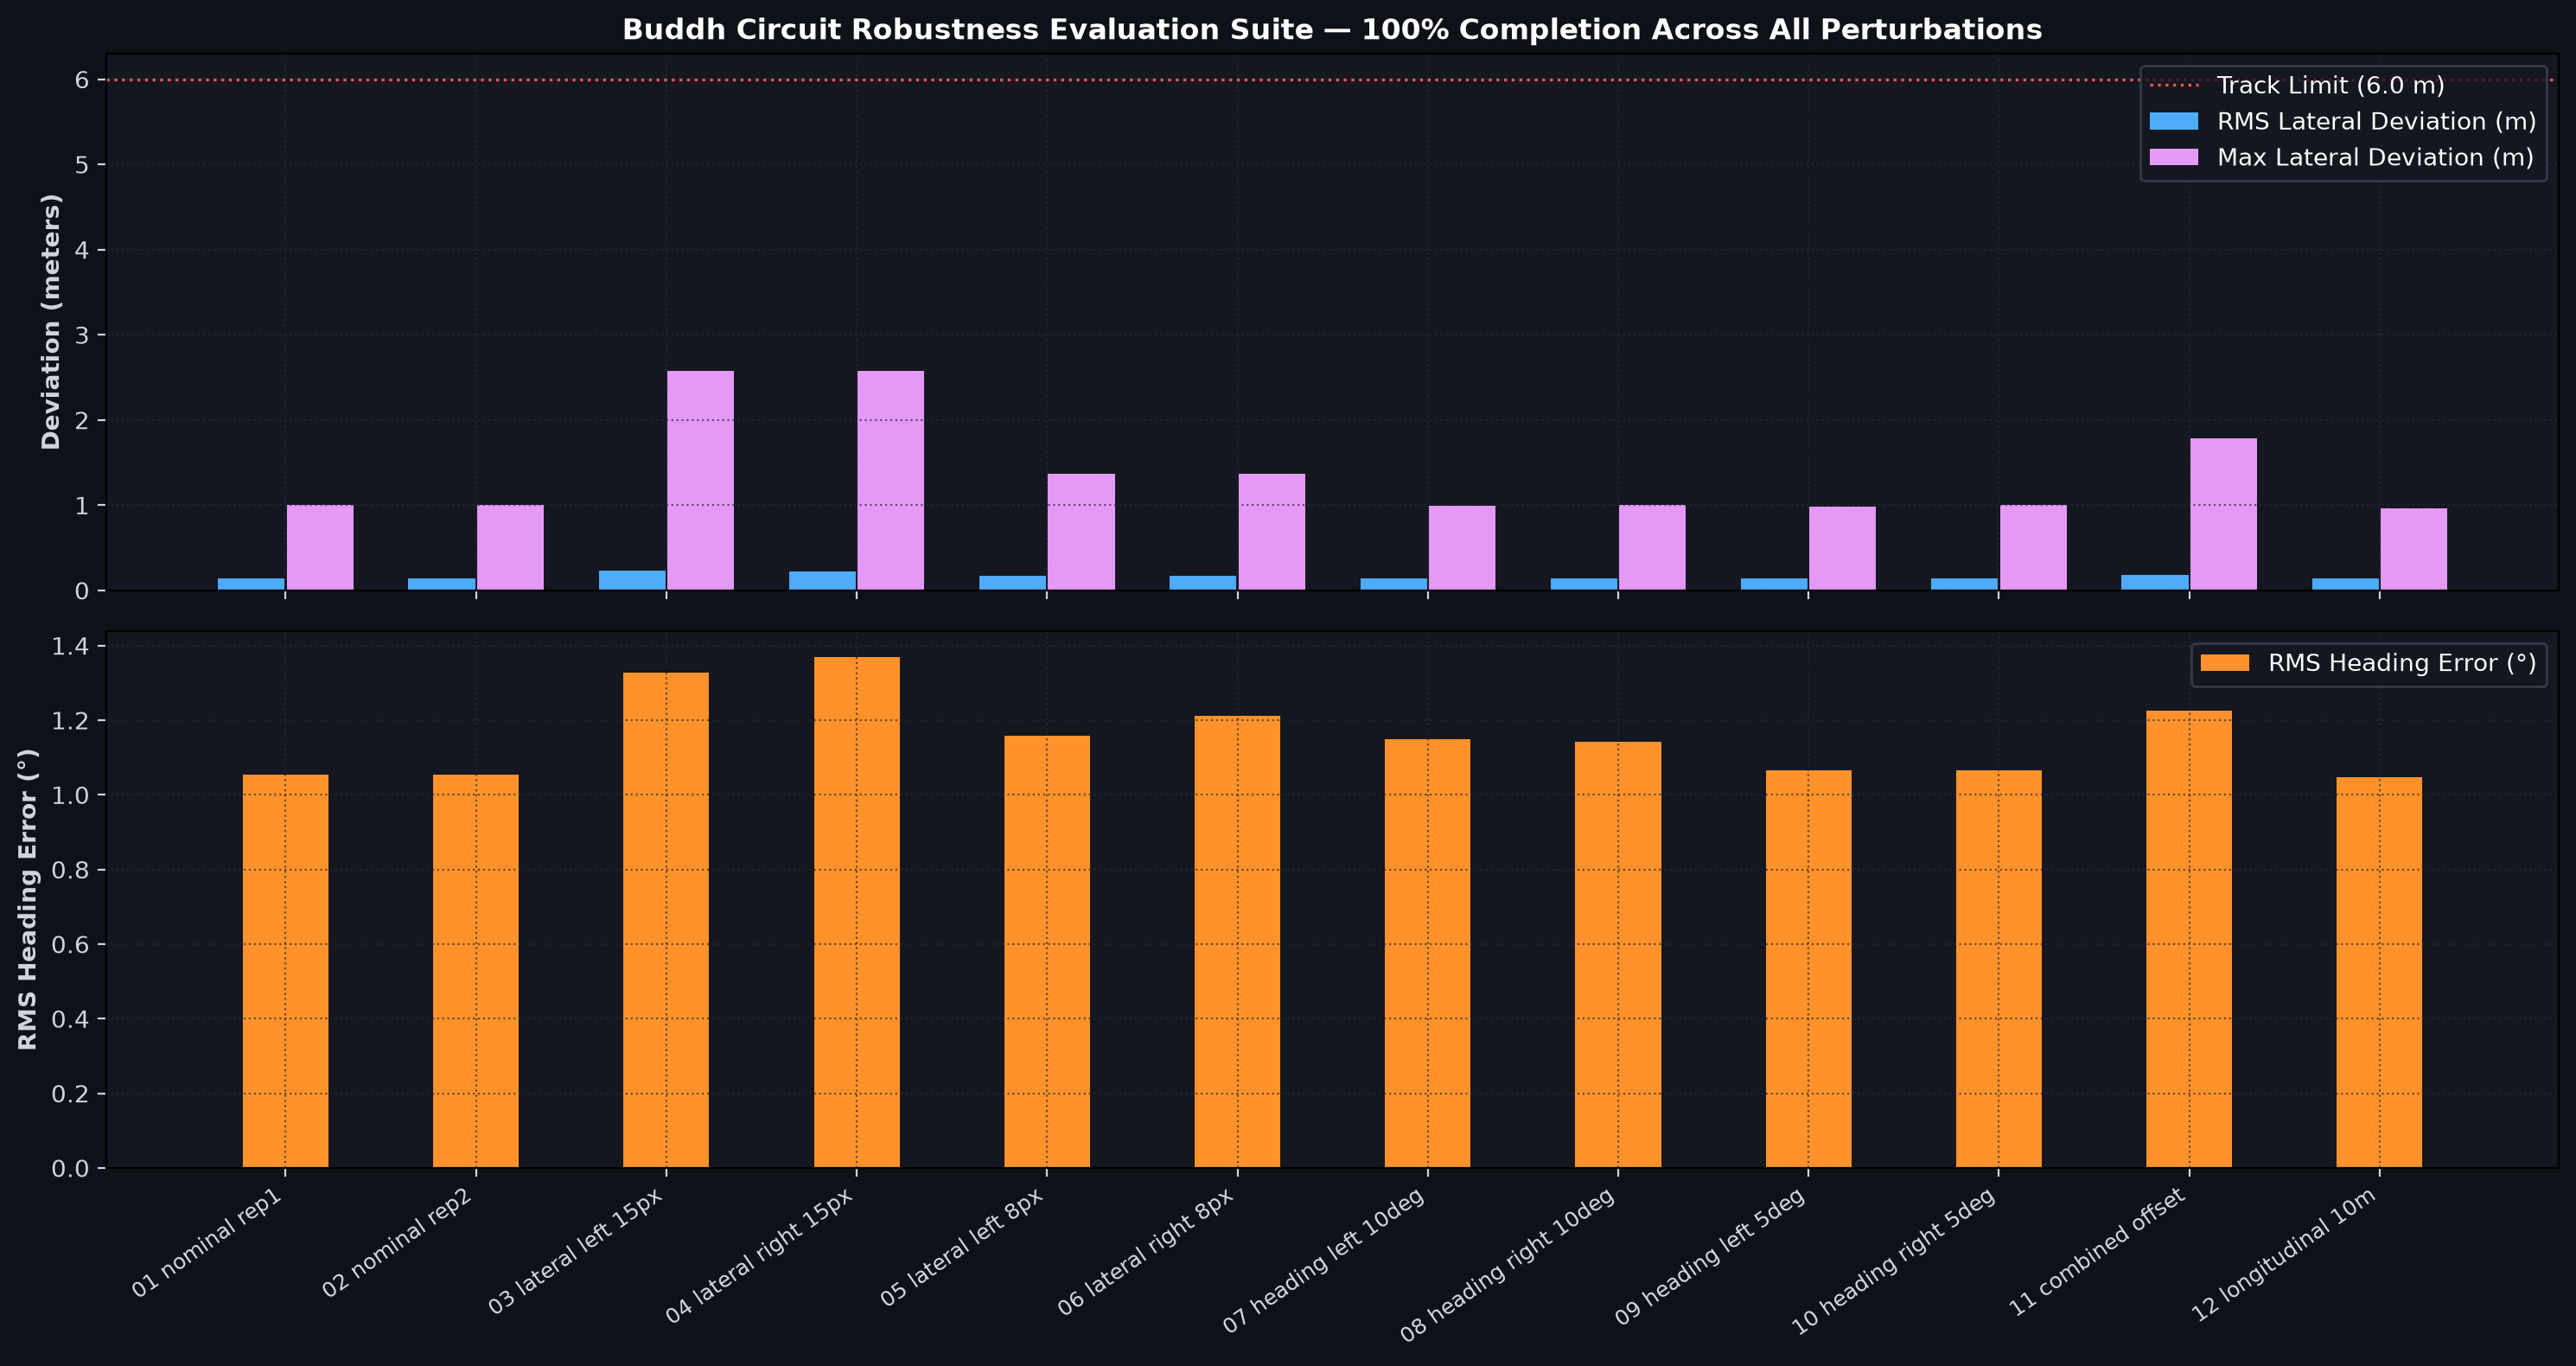 Buddh Circuit Robustness Evaluation Suite — 100% Completion Across All Perturbations
Deviation (meters)
6
5
4
3
2
1
0
Track Limit (6.0 m)
RMS Lateral Deviation (m)
Max Lateral Deviation (m)
RMS Heading Error (°)
1.4
1.2
1.0
0.8
0.6
0.4
0.2
0.0
RMS Heading Error (°)
01 nominal rep1
02 nominal rep2
03 lateral left 15px
04 lateral right 15px
05 lateral left 8px
06 lateral right 8px
07 heading left 10deg
08 heading right 10deg
09 heading left 5deg
10 heading right 5deg
11 combined offset
12 longitudinal 10m